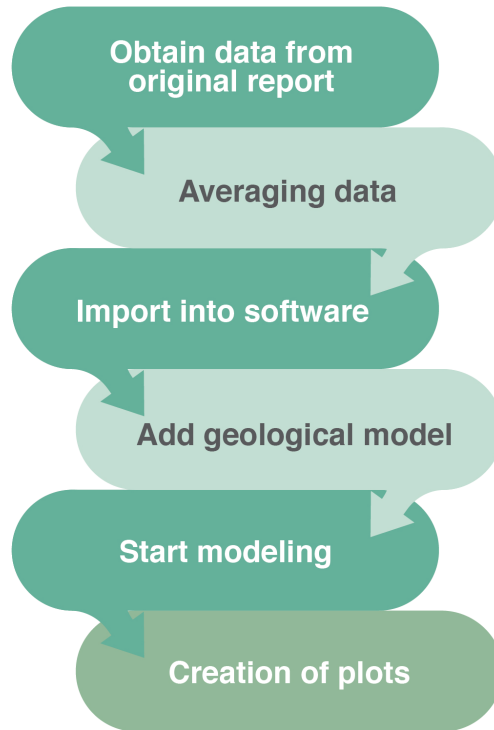 Obtain data from
original report
Averaging data
Import into software
Add geological model
Start modeling
Creation of plots